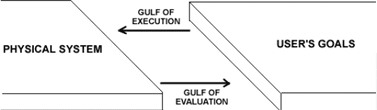 GULF OF
EXECUTION
PHYSICAL SYSTEM
USER'S GOALS
GULF OF
EVALUATION